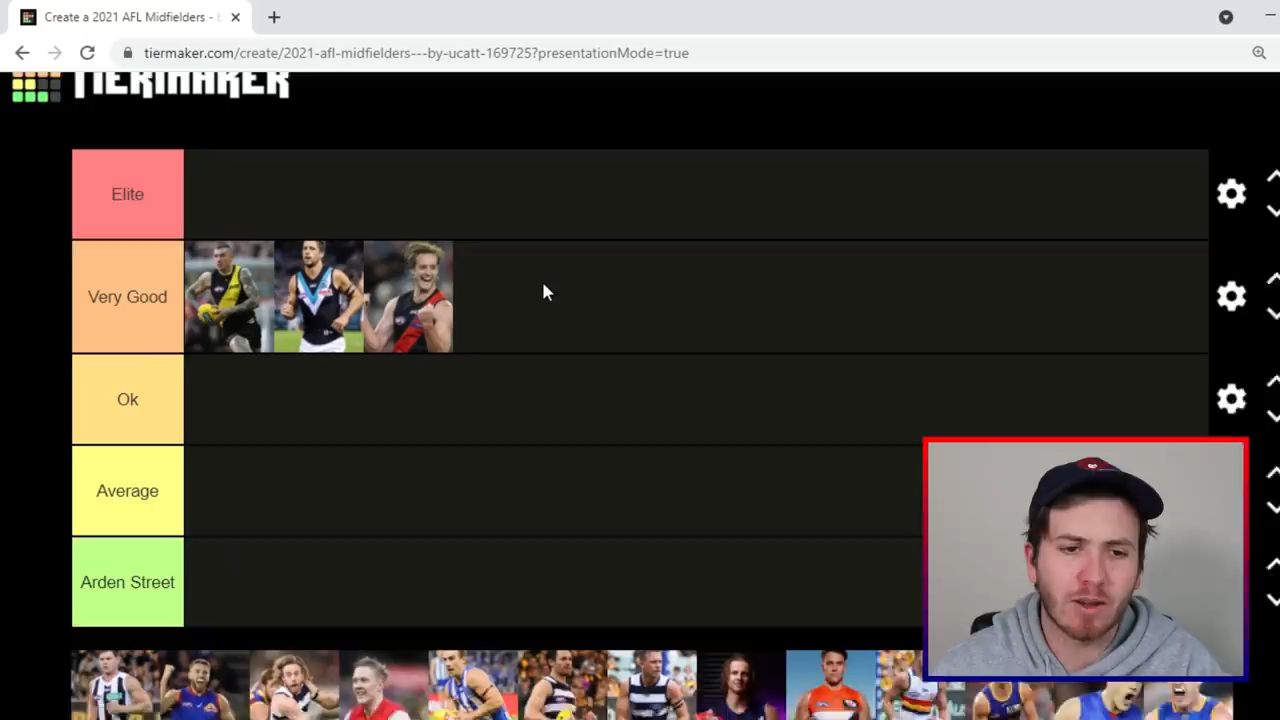 Create a 2021 AFL Midfielders -
tiermaker.com/create/2021-afl-midfielders---by-ucatt-169725?presentationMode=true
TIERMAKER
Elite
Very Good
Ok
Average
Arden Street